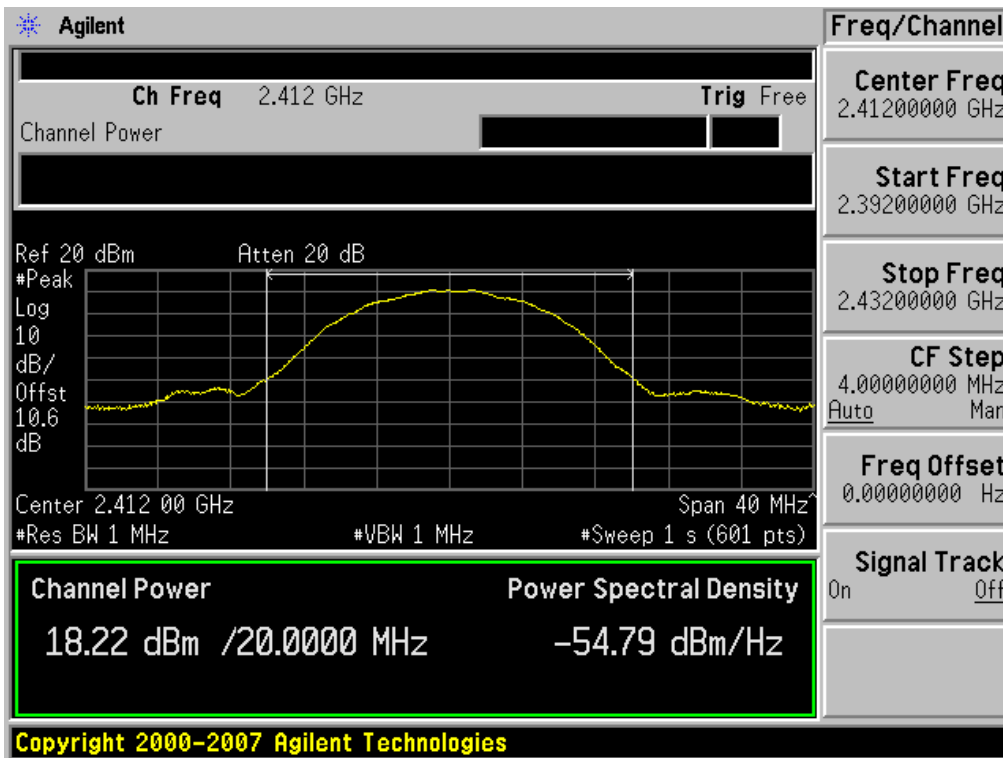 Agilent
Freq/Channel
Ch Freq 2.412 GHz Trig Free
Channel Power
Center Freq
2.41200000 GHz
Start Freq
2.39200000 GHz
Stop Freq
2.43200000 GHz
CF Step
4.00000000 MHz
Auto Man
Freq Offset
0.00000000 Hz
Signal Track
On Off
Ref 20 dBm Atten 20 dB
#Peak
Log
10
dB/
Offst
10.6
dB
Center 2.412 00 GHz Span 40 MHz^
#Res BW 1 MHz #VBW 1 MHz #Sweep 1 s (601 pts)
Channel Power Power Spectral Density
18.22 dBm /20.0000 MHz -54.79 dBm/Hz
Copyright 2000-2007 Agilent Technologies